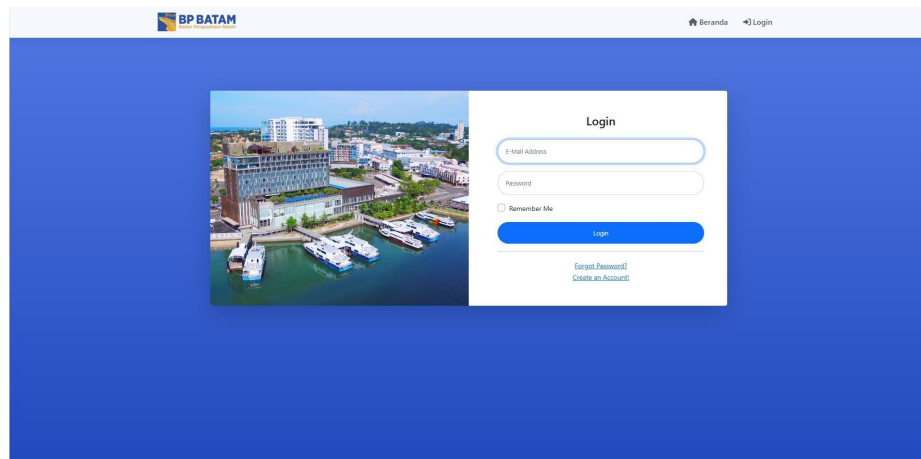 BP BATAM
Badan Pengusahaan Batam
Beranda
Login
Login
E-Mail Address
Password
Remember Me
Login
Forgot Password?
Create an Account!